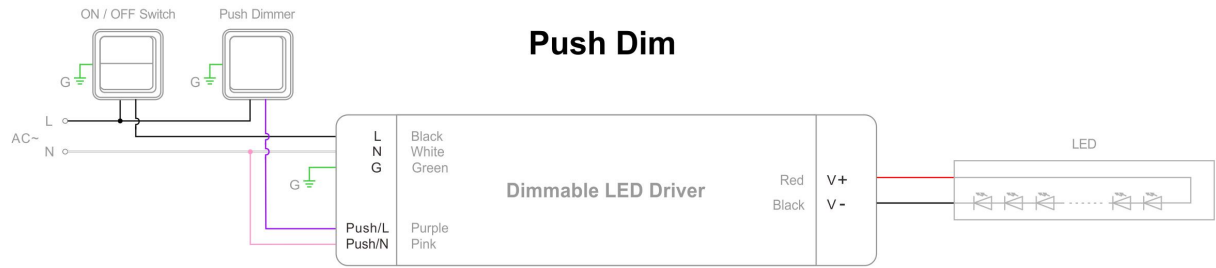 ON / OFF Switch
Push Dimmer
Push Dim
G
G
L
AC~
N
L Black
N White
G Green
G
Dimmable LED Driver
Push/L Purple
Push/N Pink
Red V+
Black V-
LED